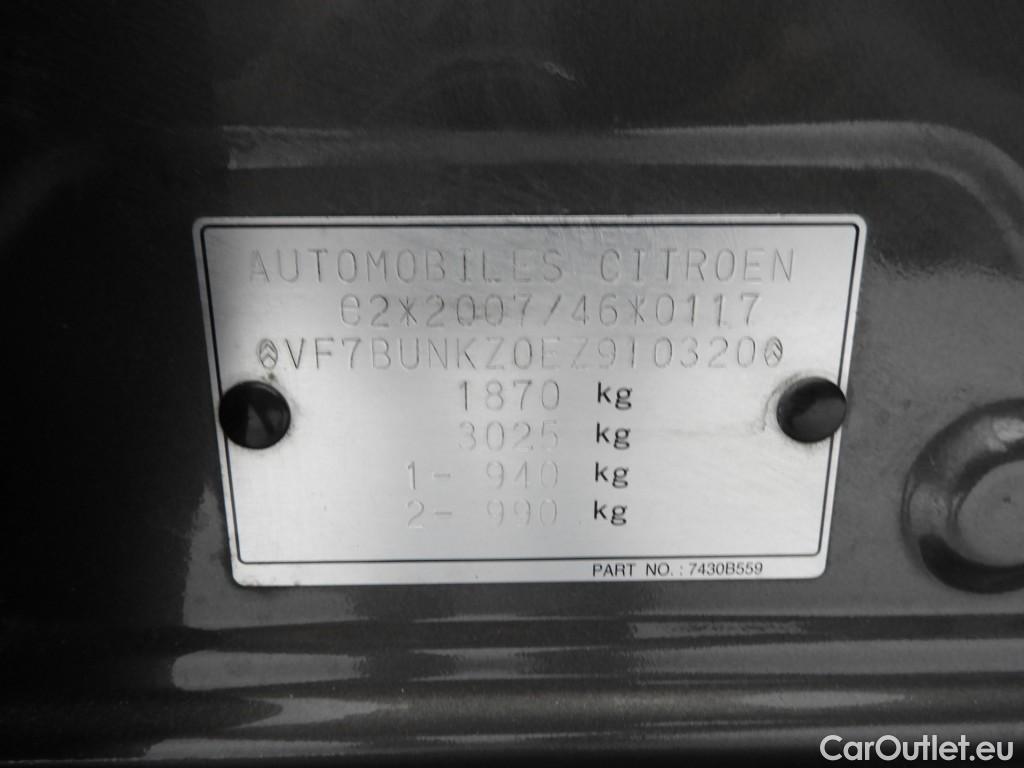 AUTOMOBILES CITROEN
e2*2007/46*0117
VF7BUNKZ0EZ910320
1870 kg
3025 kg
1- 940 kg
2- 990 kg
PART NO. : 7430B559
CarOutlet.eu